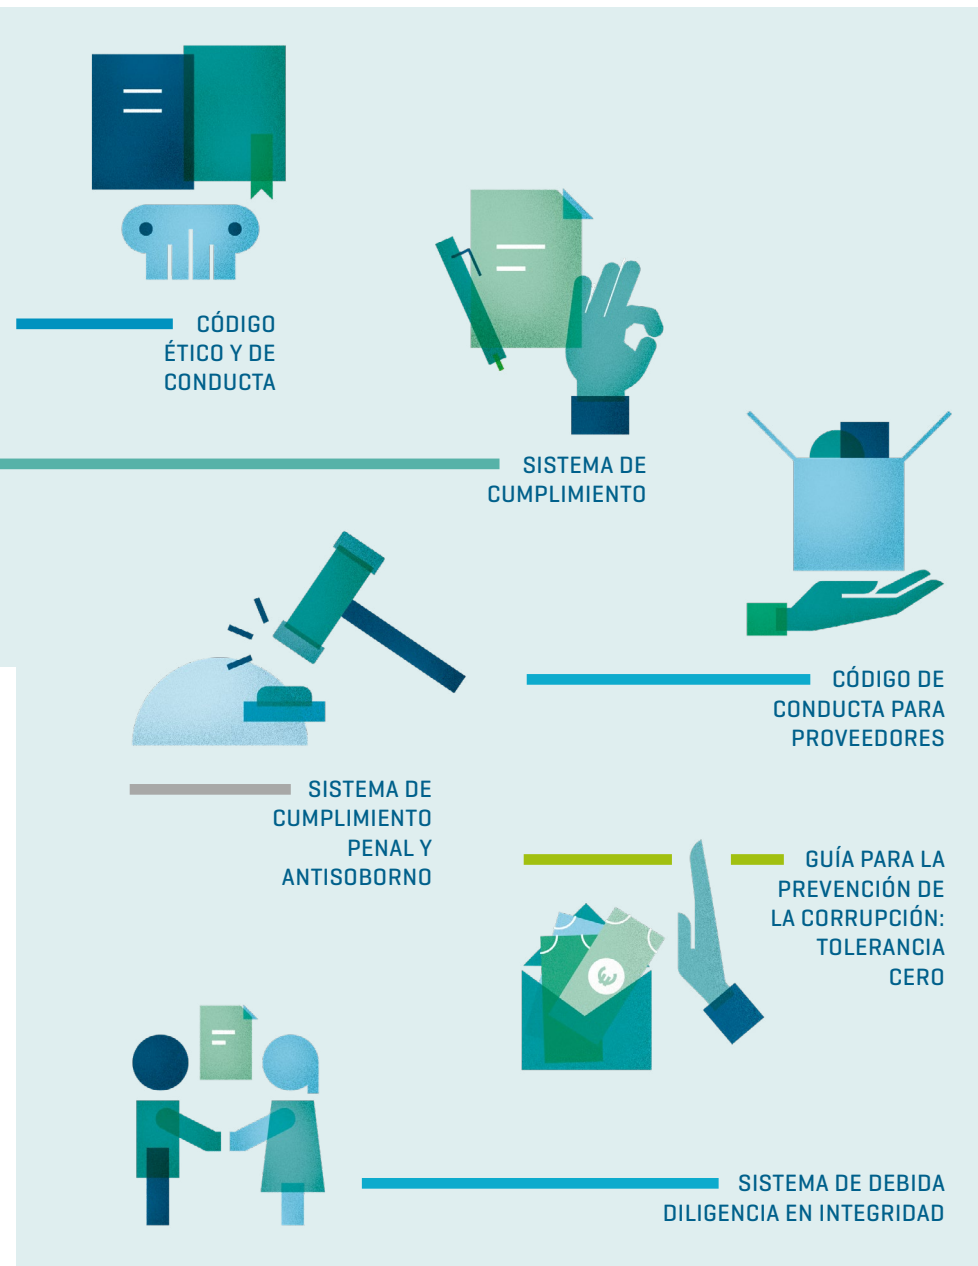 CÓDIGO
ÉTICO Y DE
CONDUCTA
SISTEMA DE
CUMPLIMIENTO
CÓDIGO DE
CONDUCTA PARA
PROVEEDORES
SISTEMA DE
CUMPLIMIENTO
PENAL Y
ANTISOBORNO
GUÍA PARA LA
PREVENCIÓN DE
LA CORRUPCIÓN:
TOLERANCIA
CERO
SISTEMA DE DEBIDA
DILIGENCIA EN INTEGRIDAD